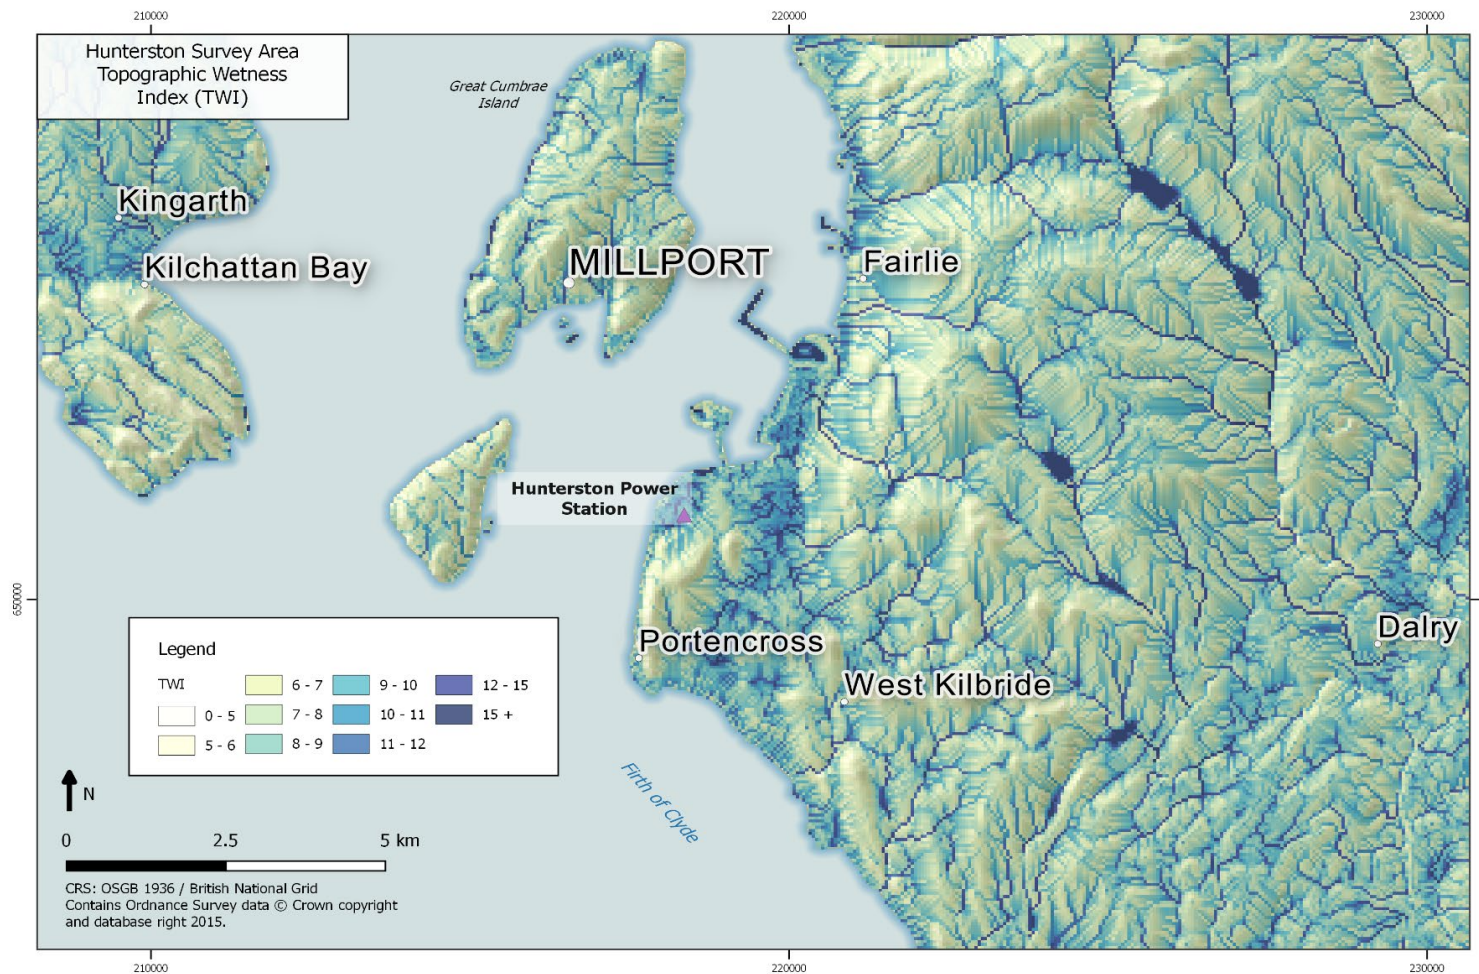 210000
220000
230000
Hunterston Survey Area
Topographic Wetness
Index (TWI)
Great Cumbrae
Island
Kingarth
Kilchattan Bay
MILLPORT
Fairlie
Hunterston Power
Station
650000
Portencross
Dalry
West Kilbride
Legend
TWI
0 - 5
5 - 6
6 - 7
7 - 8
8 - 9
9 - 10
10 - 11
11 - 12
12 - 15
15 +
Firth of Clyde
N
0 2.5 5 km
CRS: OSGB 1936 / British National Grid
Contains Ordnance Survey data © Crown copyright
and database right 2015.
210000
220000
230000